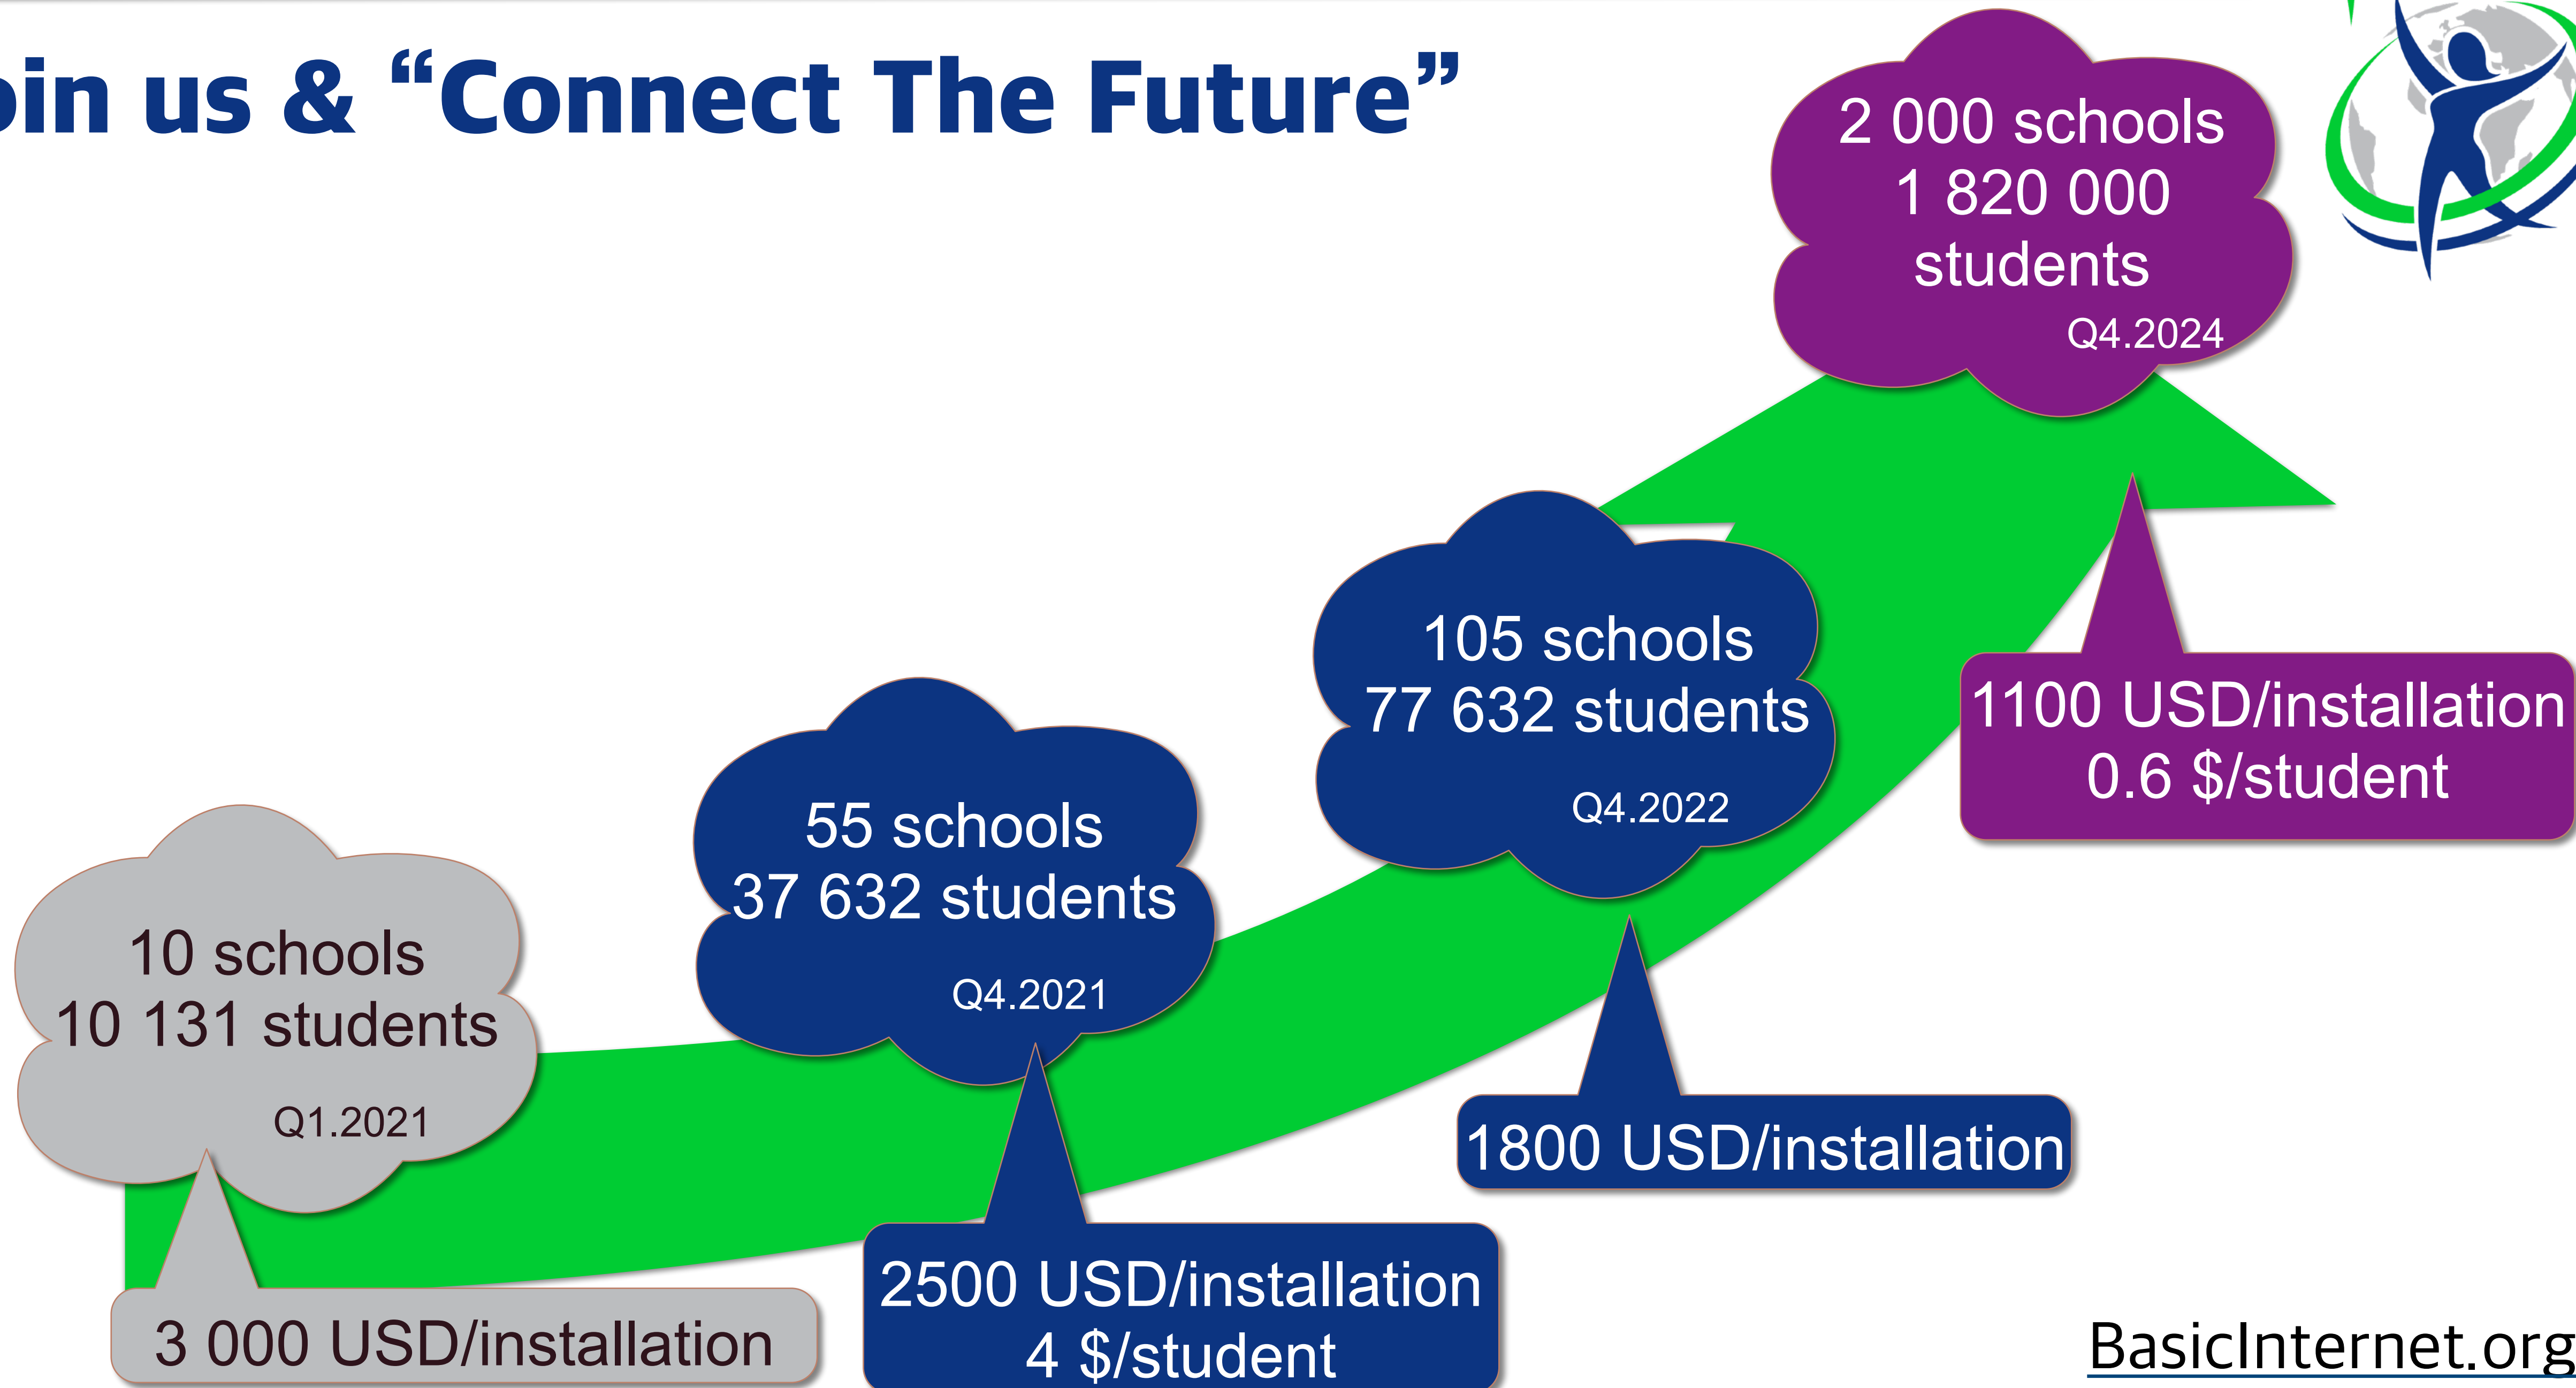 oin us & “Connect The Future”
2 000 schools
1 820 000
students
Q4.2024
105 schools
77 632 students
Q4.2022
1100 USD/installation
0.6 $/student
55 schools
37 632 students
Q4.2021
10 schools
10 131 students
Q1.2021
1800 USD/installation
2500 USD/installation
4 $/student
3 000 USD/installation
BasicInternet.org